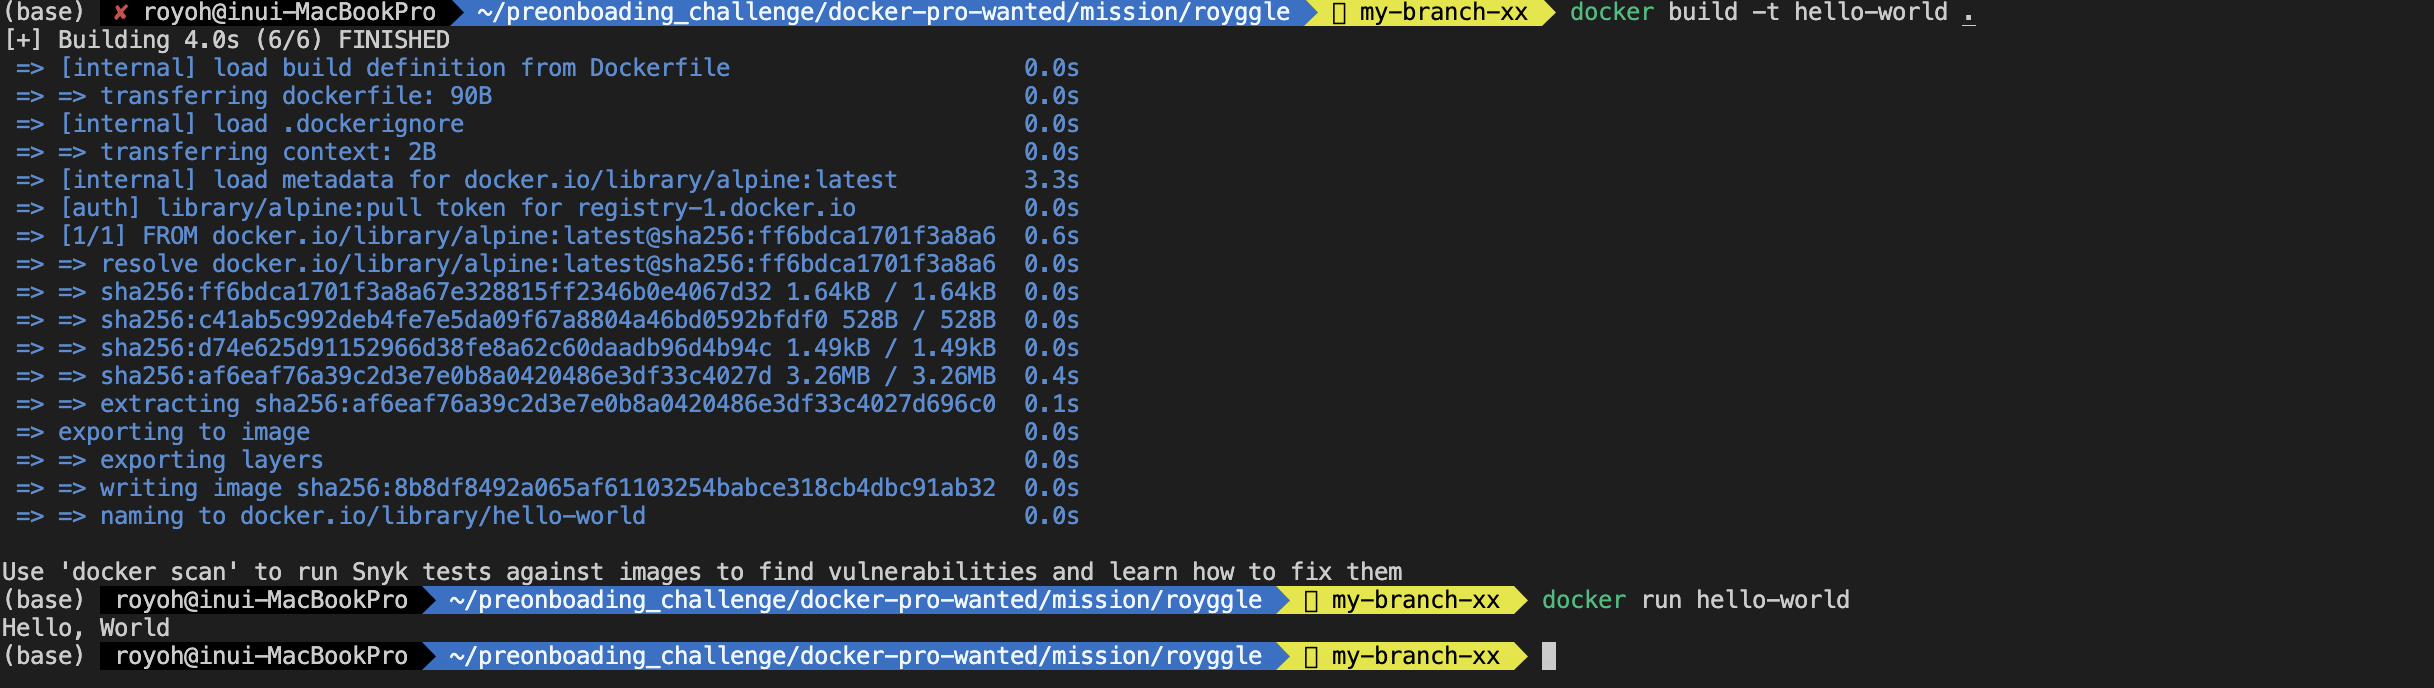 (base) ✘ royoh@inui-MacBookPro ~/preonboading_challenge/docker-pro-wanted/mission/royggle my-branch-xx docker build -t hello-world .
[+] Building 4.0s (6/6) FINISHED
=> [internal] load build definition from Dockerfile 0.0s
=> => transferring dockerfile: 90B 0.0s
=> [internal] load .dockerignore 0.0s
=> => transferring context: 2B 0.0s
=> [internal] load metadata for docker.io/library/alpine:latest 3.3s
=> [auth] library/alpine:pull token for registry-1.docker.io 0.0s
=> [1/1] FROM docker.io/library/alpine:latest@sha256:ff6bdca1701f3a8a6 0.6s
=> => resolve docker.io/library/alpine:latest@sha256:ff6bdca1701f3a8a6 0.0s
=> => sha256:ff6bdca1701f3a8a67e328815ff2346b0e4067d32 1.64kB / 1.64kB 0.0s
=> => sha256:c41ab5c992deb4fe7e5da09f67a8804a46bd0592bfdf0 528B / 528B 0.0s
=> => sha256:d74e625d91152966d38fe8a62c60daadb96d4b94c 1.49kB / 1.49kB 0.0s
=> => sha256:af6eaf76a39c2d3e7e0b8a0420486e3df33c4027d 3.26MB / 3.26MB 0.4s
=> => extracting sha256:af6eaf76a39c2d3e7e0b8a0420486e3df33c4027d696c0 0.1s
=> exporting to image 0.0s
=> => exporting layers 0.0s
=> => writing image sha256:8b8df8492a065af61103254babce318cb4dbc91ab32 0.0s
=> => naming to docker.io/library/hello-world 0.0s
Use 'docker scan' to run Snyk tests against images to find vulnerabilities and learn how to fix them
(base) royoh@inui-MacBookPro ~/preonboading_challenge/docker-pro-wanted/mission/royggle my-branch-xx docker run hello-world
Hello, World
(base) royoh@inui-MacBookPro ~/preonboading_challenge/docker-pro-wanted/mission/royggle my-branch-xx